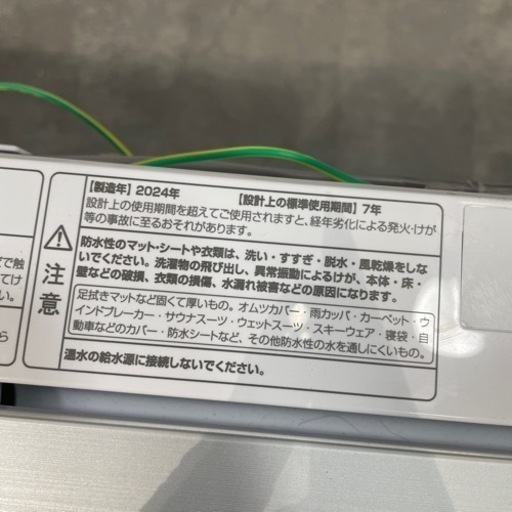 【製造年】2024年 【設計上の標準使用期間】7年
設計上の使用期間を超えてご使用されますと、経年劣化による発火・けが
等の事故に至るおそれがあります。
注意
防水性のマット・シートや衣類は、洗い・すすぎ・脱水・風乾燥をしな
いでください。洗濯物の飛び出し、異常振動によるけが、本体・床・
壁などの破損、衣類の損傷、水漏れ被害などの原因になります。
足拭きマットなど固くて厚いもの。オムツカバー・雨カッパ・カーペット・ウ
インドブレーカー・サウナスーツ・ウェットスーツ・スキーウェア・寝袋・自
動車などのカバー・防水シートなど、その他防水性の水を通しにくいもの。
温水の給水源に接続しないでください。
で触
てけ
い。
ら